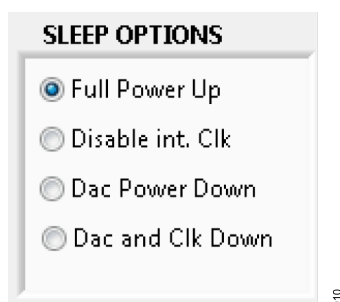 SLEEP OPTIONS
Full Power Up
Disable int. Clk
Dac Power Down
Dac and Clk Down
10